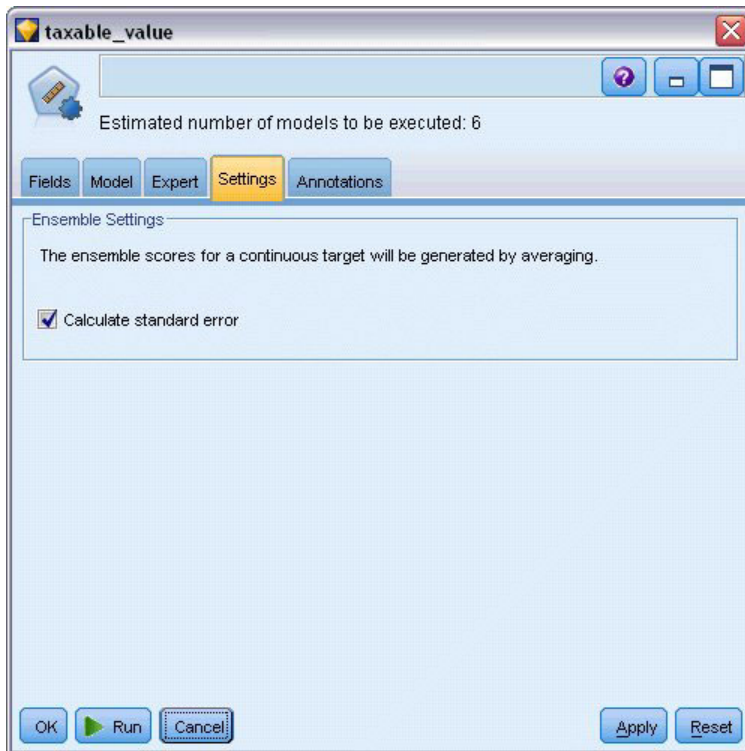 taxable_value
Estimated number of models to be executed: 6
Fields Model Expert Settings Annotations
Ensemble Settings
The ensemble scores for a continuous target will be generated by averaging.
Calculate standard error
OK Run Cancel Apply Reset